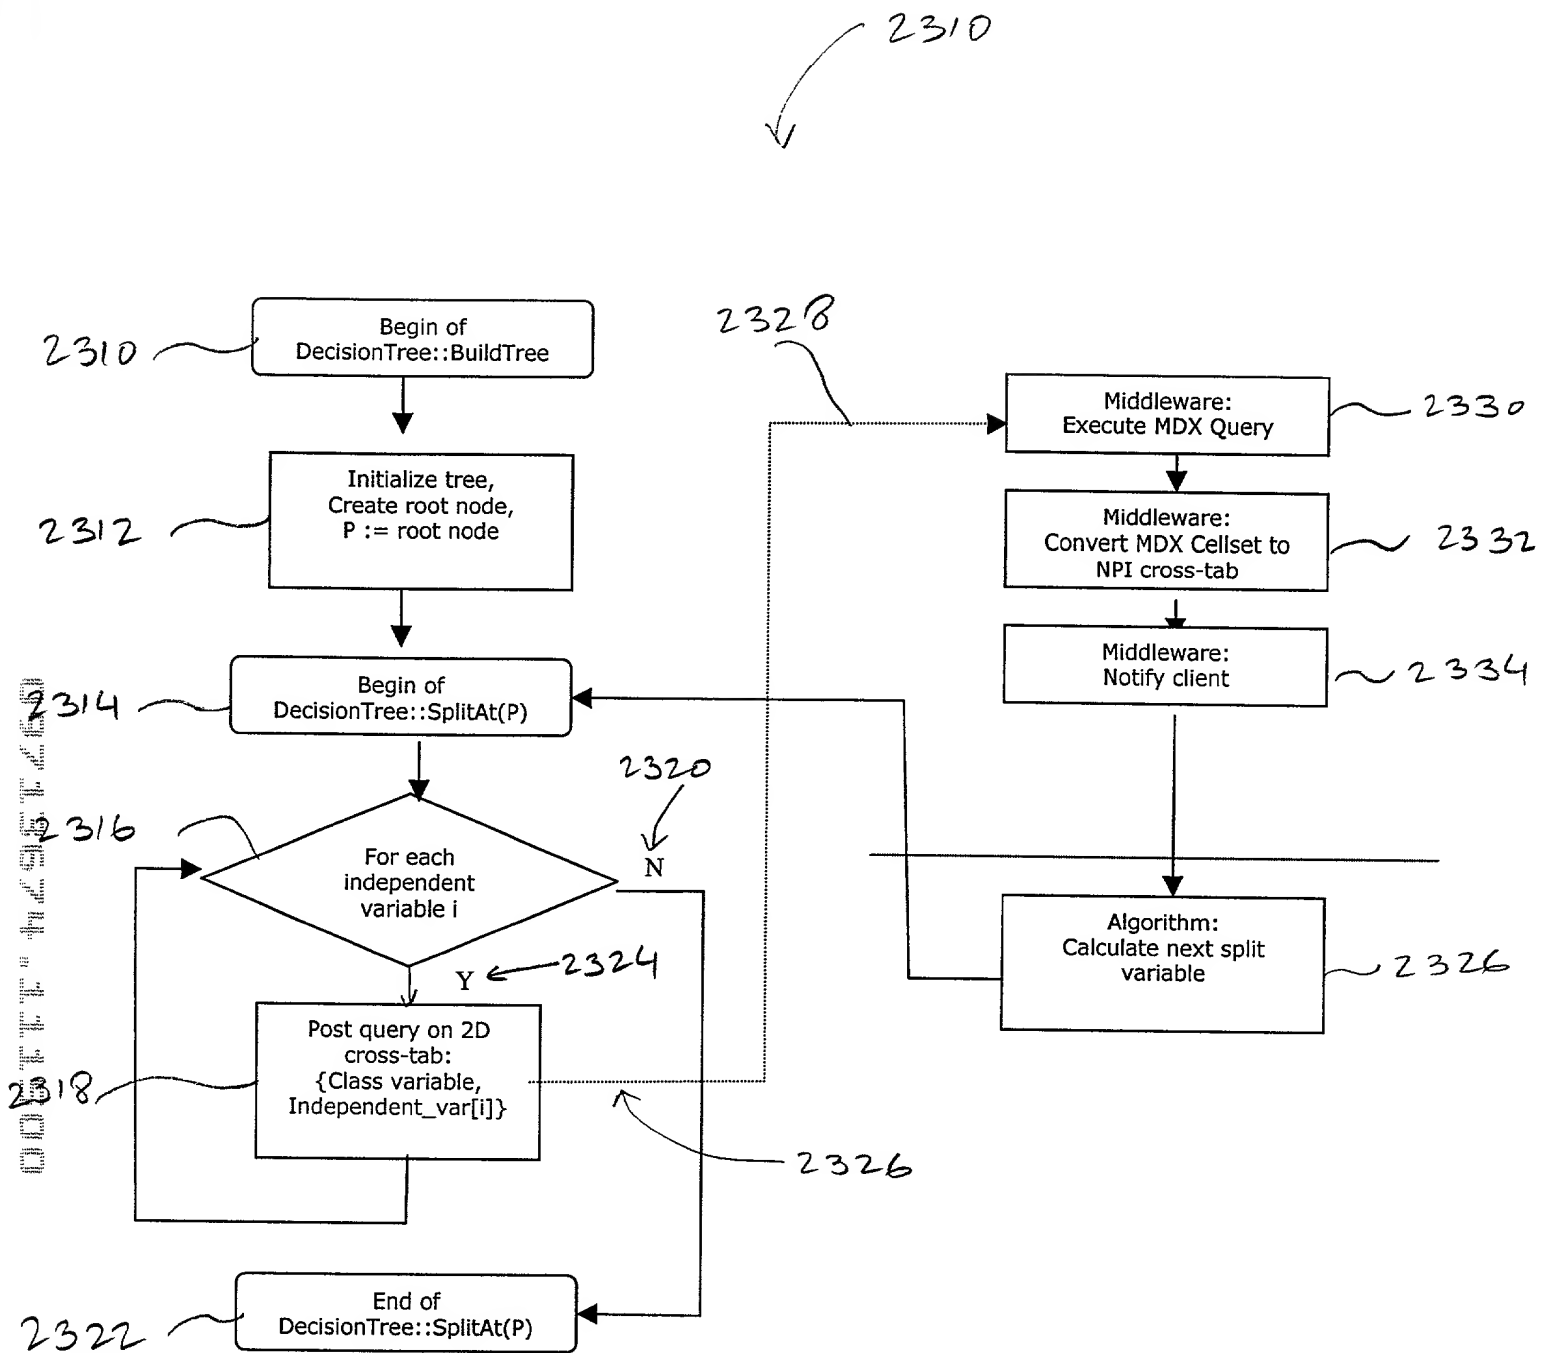 2310
Begin of
DecisionTree::BuildTree
2310
Initialize tree,
Create root node,
P := root node
2312
Begin of
DecisionTree::SplitAt(P)
2314
2320
N
For each
independent
variable i
2316
Y
2324
Post query on 2D
cross-tab:
{Class variable,
Independent_var[i]}
2318
2326
End of
DecisionTree::SplitAt(P)
2322
2328
Middleware:
Execute MDX Query
2330
Middleware:
Convert MDX Cellset to
NPI cross-tab
2332
Middleware:
Notify client
2334
Algorithm:
Calculate next split
variable
2326